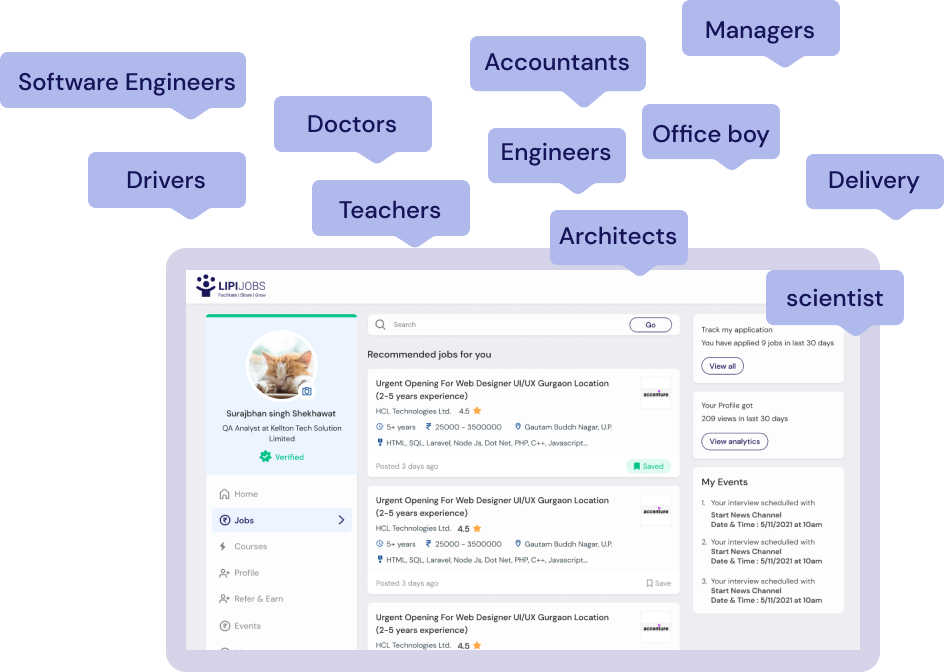 Managers
Accountants
Software Engineers
Doctors
Office boy
Engineers
Drivers
Delivery
Teachers
Architects
scientist
LIPIJOBS
Facilitate | Share | Grow
Surajbhan singh Shekhawat
QA Analyst at Kellton Tech Solution
Limited
Verified
Home
Jobs
Courses
Profile
Refer & Earn
Events
Search
Go
Recommended jobs for you
Urgent Opening For Web Designer UI/UX Gurgaon Location
(2-5 years experience)
accenture
HCL Technologies Ltd. 4.5
5+ years ₹ 25000 - 3500000 Gautam Buddh Nagar, U.P.
HTML, SQL, Laravel, Node Js, Dot Net, PHP, C++, Javascript...
Posted 3 days ago
Saved
Urgent Opening For Web Designer UI/UX Gurgaon Location
(2-5 years experience)
accenture
HCL Technologies Ltd. 4.5
5+ years ₹ 25000 - 3500000 Gautam Buddh Nagar, U.P.
HTML, SQL, Laravel, Node Js, Dot Net, PHP, C++, Javascript...
Posted 3 days ago
Save
Urgent Opening For Web Designer UI/UX Gurgaon Location
(2-5 years experience)
accenture
HCL Technologies Ltd. 4.5
Track my application
You have applied 9 jobs in last 30 days
View all
Your Profile got
209 views in last 30 days
View analytics
My Events
1. Your interview schedulled with
Start News Channel
Date & Time : 5/11/2021 at 10am
2. Your interview schedulled with
Start News Channel
Date & Time : 5/11/2021 at 10am
3. Your interview schedulled with
Start News Channel
Date & Time : 5/11/2021 at 10am